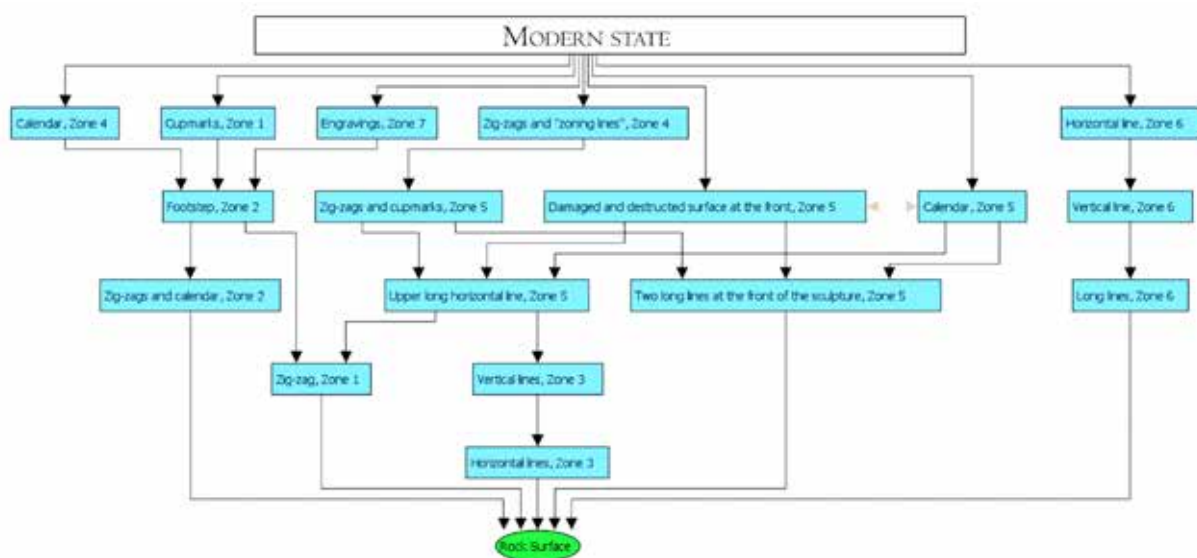 MODERN STATE
Calendar, Zone 4
Cupmarks, Zone 1
Engravings, Zone 7
Zig-zags and "zoning lines", Zone 4
Horizontal line, Zone 6
Footstep, Zone 2
Zig-zags and cupmarks, Zone 5
Damaged and destructed surface at the front, Zone 5
Calendar, Zone 5
Vertical line, Zone 6
Zig-zags and calendar, Zone 2
Upper long horizontal line, Zone 5
Two long lines at the front of the sculpture, Zone 5
Long lines, Zone 6
Zig-zag, Zone 1
Vertical lines, Zone 3
Horizontal lines, Zone 3
Rock Surface